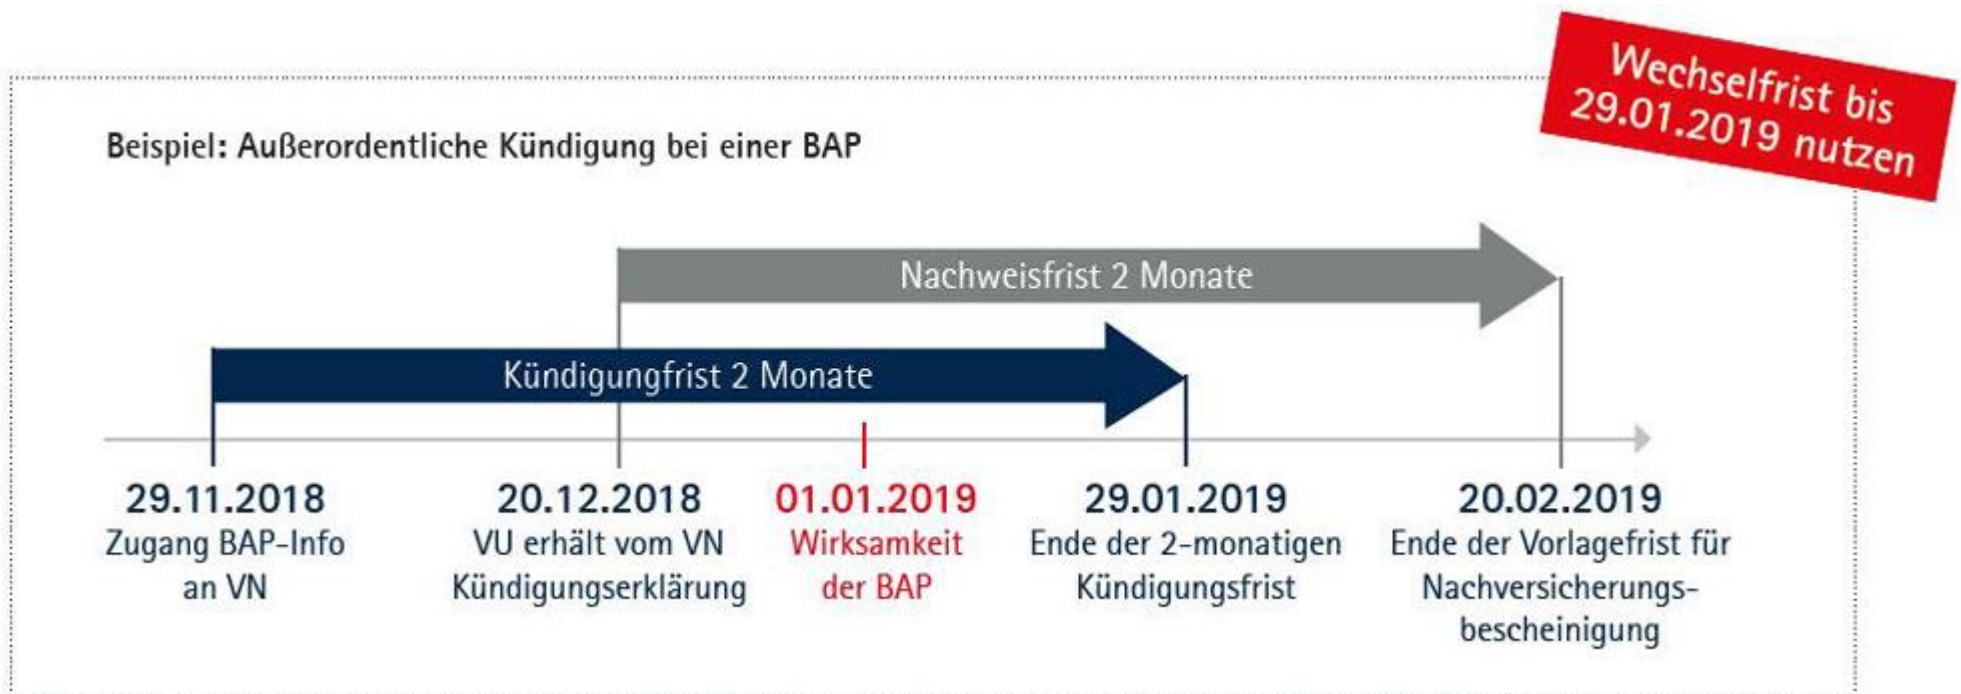 Wechselfrist bis
29.01.2019 nutzen
Beispiel: Außerordentliche Kündigung bei einer BAP
Nachweisfrist 2 Monate
Kündigungfrist 2 Monate
29.11.2018
Zugang BAP-Info
an VN
20.12.2018
VU erhält vom VN
Kündigungserklärung
01.01.2019
Wirksamkeit
der BAP
29.01.2019
Ende der 2-monatigen
Kündigungsfrist
20.02.2019
Ende der Vorlagefrist für
Nachversicherungs-
bescheinigung